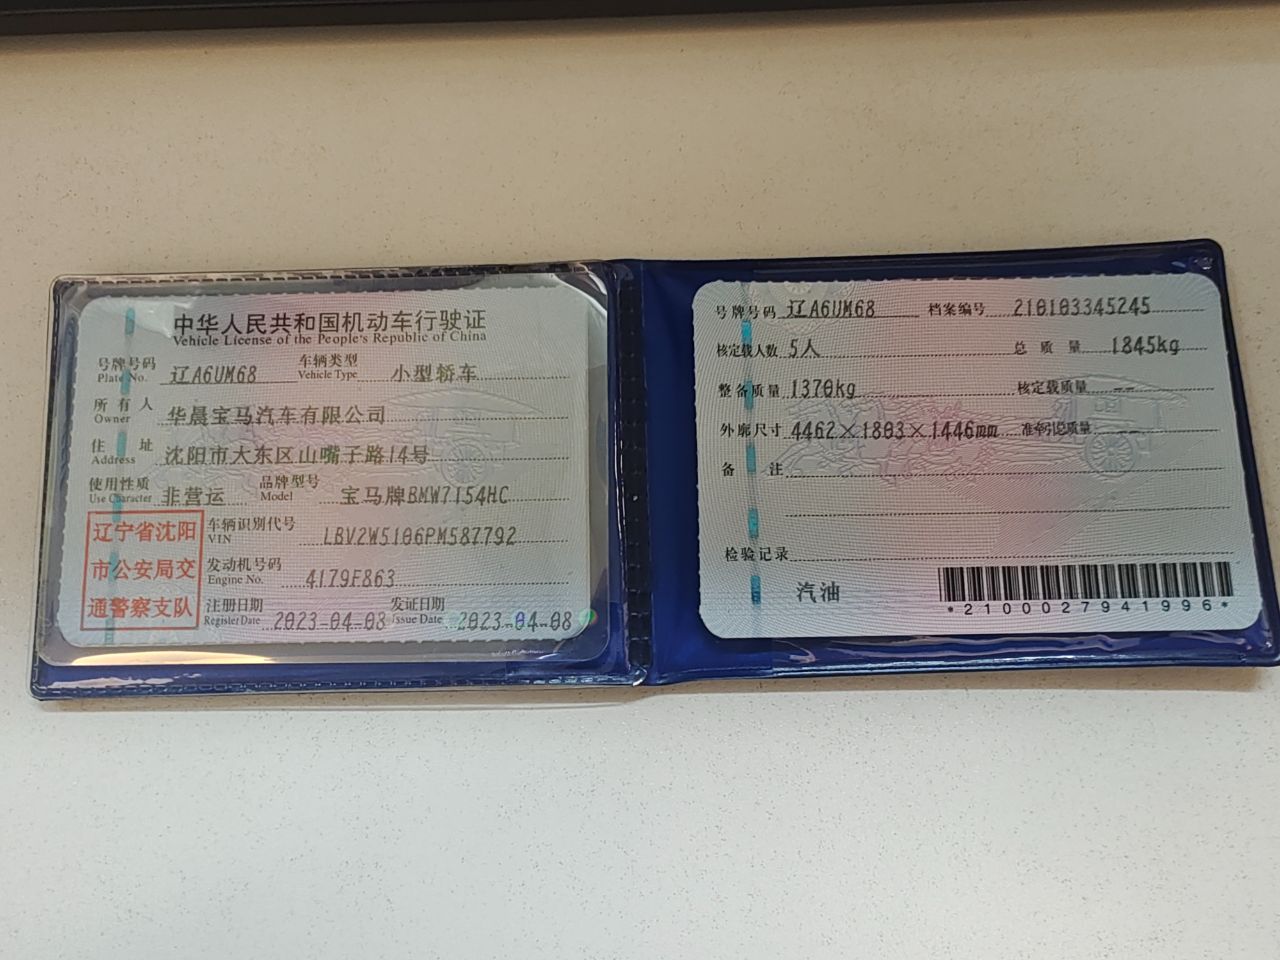 中华人民共和国机动车行驶证
Vehicle License of the People's Republic of China
号牌号码 辽A6UM68 车辆类型 小型轿车
Plate No. Vehicle Type
所有人 华晨宝马汽车有限公司
Owner
住址 沈阳市大东区山嘴子路14号
Address
使用性质 非营运 品牌型号 宝马牌BMW7154HC
Use Character Model
辽宁省沈阳
市公安局交
通警察支队
车辆识别代号 LBV2W5106PM587792
VIN
发动机号码 4179F863
Engine No.
注册日期 2023-04-08 发证日期 2023-04-08
Register Date Issue Date
号牌号码 辽A6UM68 档案编号 210103345245
核定载人数 5人 总质量 1845kg
整备质量 1370kg 核定载质量 --
外廓尺寸 4462×1803×1446mm 准牵引总质量 --
备注
检验记录
汽油
*2100027941996*